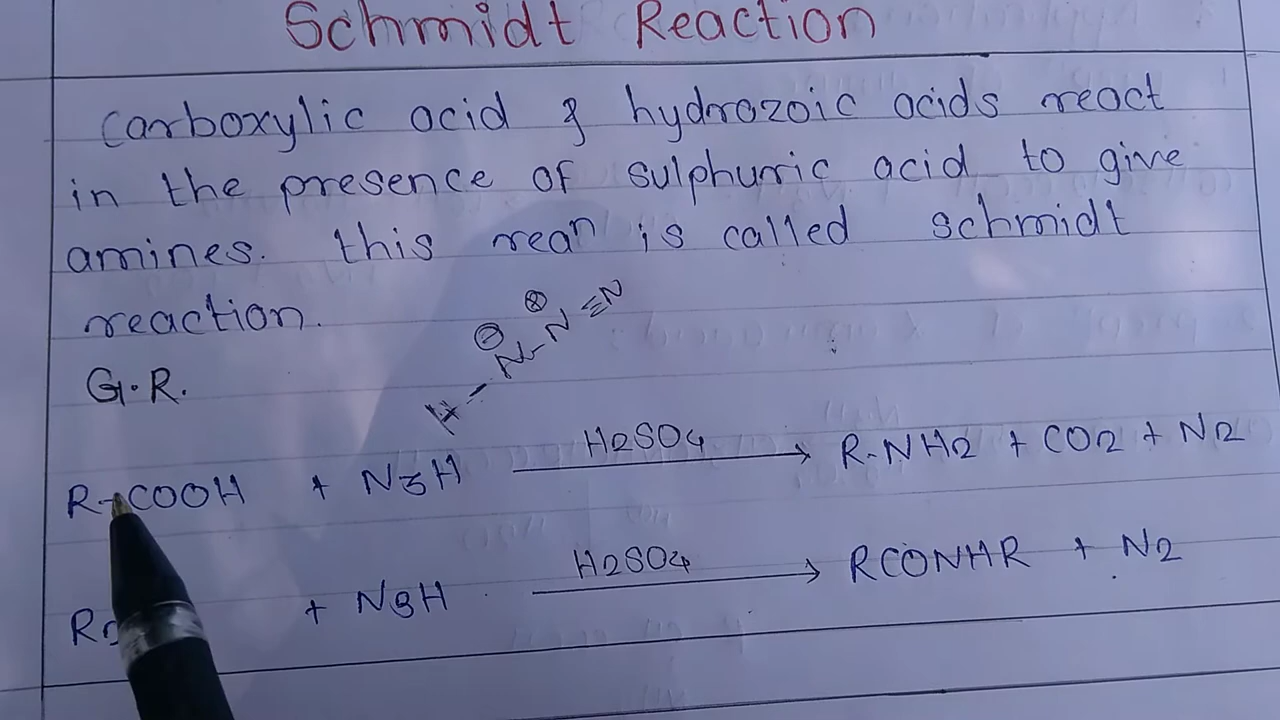 Schmidt Reaction
Carboxylic acid & hydrozoic acids react
in the presence of sulphuric acid to give
amines. this rean is called schmidt
reaction.
H-N-N≡N
G.R.
R-COOH + N3H H2SO4 R-NH2 + CO2 + N2
+ N3H H2SO4 RCONHR + N2